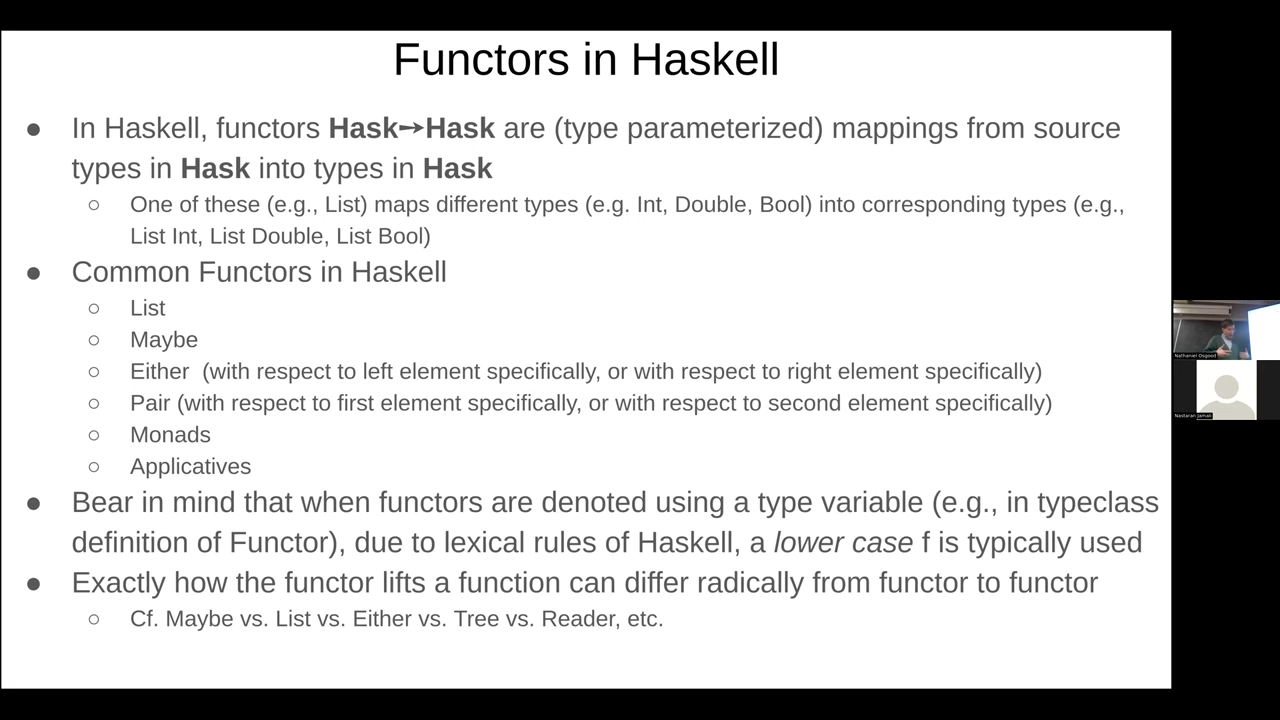 Functors in Haskell
● In Haskell, functors Hask→Hask are (type parameterized) mappings from source
types in Hask into types in Hask
○ One of these (e.g., List) maps different types (e.g. Int, Double, Bool) into corresponding types (e.g.,
List Int, List Double, List Bool)
● Common Functors in Haskell
○ List
○ Maybe
○ Either (with respect to left element specifically, or with respect to right element specifically)
○ Pair (with respect to first element specifically, or with respect to second element specifically)
○ Monads
○ Applicatives
● Bear in mind that when functors are denoted using a type variable (e.g., in typeclass
definition of Functor), due to lexical rules of Haskell, a lower case f is typically used
● Exactly how the functor lifts a function can differ radically from functor to functor
○ Cf. Maybe vs. List vs. Either vs. Tree vs. Reader, etc.
Nathaniel Osgood
Nastaran Jamali